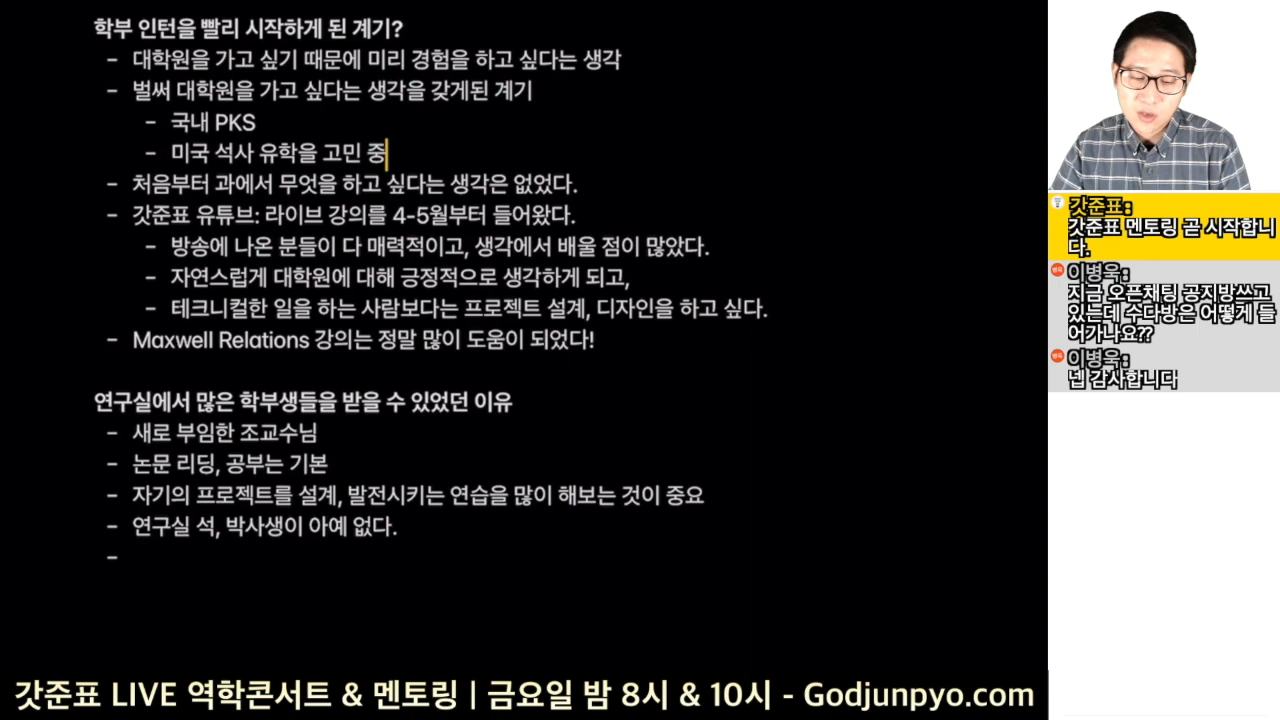 학부 인턴을 빨리 시작하게 된 계기?
- 대학원을 가고 싶기 때문에 미리 경험을 하고 싶다는 생각
- 벌써 대학원을 가고 싶다는 생각을 갖게된 계기
- 국내 PKS
- 미국 석사 유학을 고민 중
- 처음부터 과에서 무엇을 하고 싶다는 생각은 없었다.
- 갓준표 유튜브: 라이브 강의를 4-5월부터 들어왔다.
- 방송에 나온 분들이 다 매력적이고, 생각에서 배울 점이 많았다.
- 자연스럽게 대학원에 대해 긍정적으로 생각하게 되고,
- 테크니컬한 일을 하는 사람보다는 프로젝트 설계, 디자인을 하고 싶다.
- Maxwell Relations 강의는 정말 많이 도움이 되었다!
연구실에서 많은 학부생들을 받을 수 있었던 이유
- 새로 부임한 조교수님
- 논문 리딩, 공부는 기본
- 자기의 프로젝트를 설계, 발전시키는 연습을 많이 해보는 것이 중요
- 연구실 석, 박사생이 아예 없다.
-
갓준표:
갓준표 멘토링 곧 시작합니
다.
이병욱:
지금 오픈채팅 공지방쓰고
있는데 수다방은 어떻게 들
어가나요??
이병욱:
넵 감사합니다
갓준표 LIVE 역학콘서트 & 멘토링 | 금요일 밤 8시 & 10시 - Godjunpyo.com